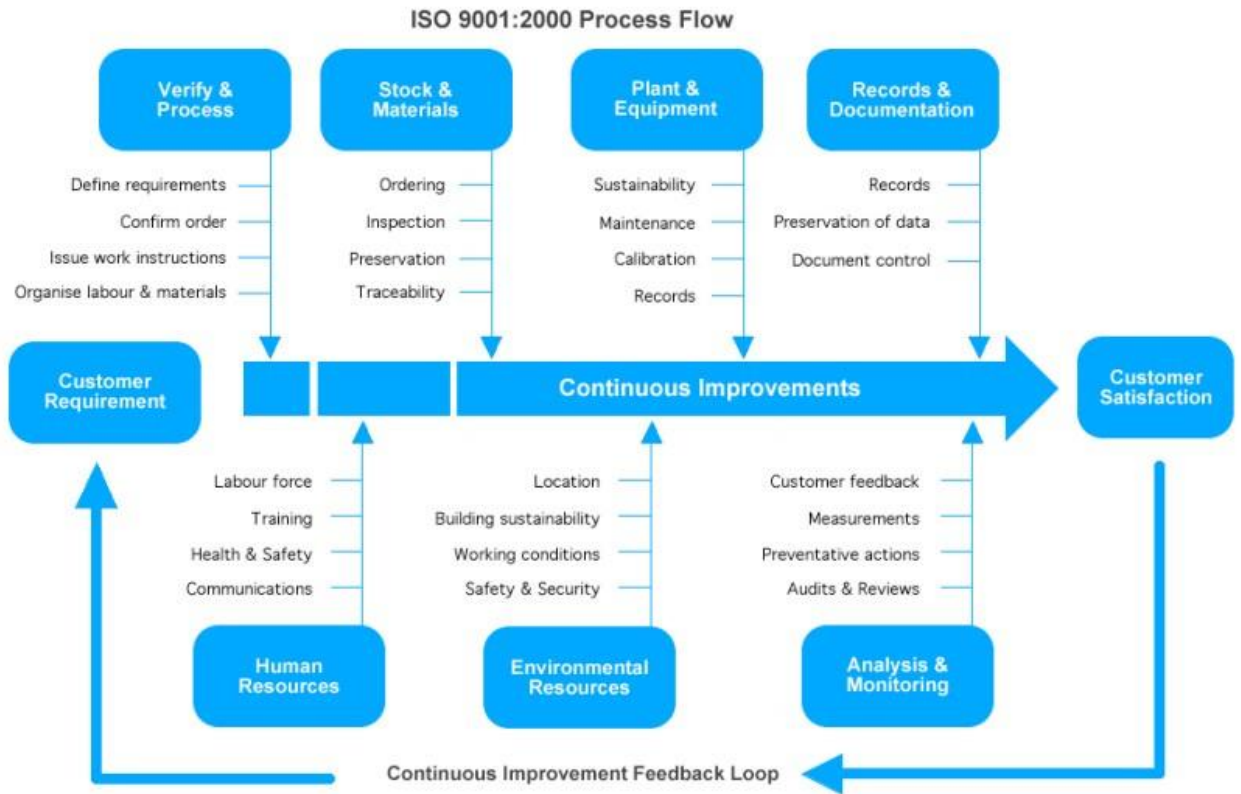 ISO 9001:2000 Process Flow
Verify &
Process
Stock &
Materials
Plant &
Equipment
Records &
Documentation
Define requirements
Confirm order
Issue work instructions
Organise labour & materials
Ordering
Inspection
Preservation
Traceability
Sustainability
Maintenance
Calibration
Records
Records
Preservation of data
Document control
Customer
Requirement
Continuous Improvements
Customer
Satisfaction
Labour force
Training
Health & Safety
Communications
Location
Building sustainability
Working conditions
Safety & Security
Customer feedback
Measurements
Preventative actions
Audits & Reviews
Human
Resources
Environmental
Resources
Analysis &
Monitoring
Continuous Improvement Feedback Loop